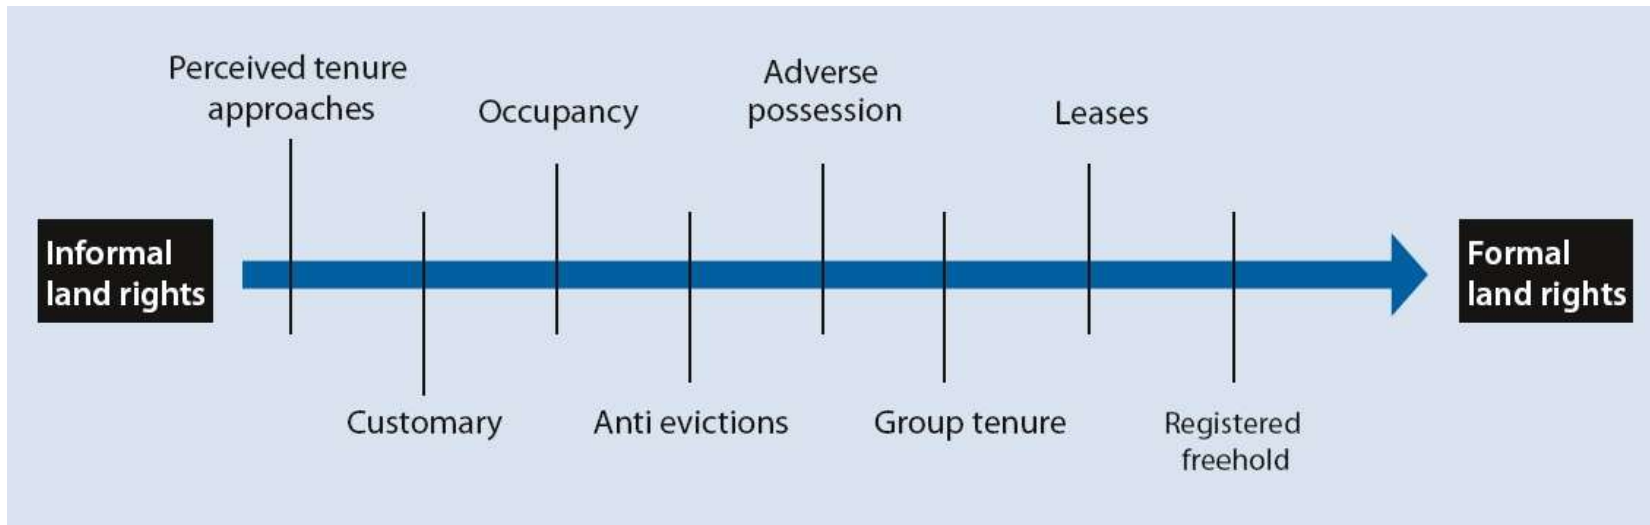 Perceived tenure
approaches
Occupancy
Adverse
possession
Leases
Informal
land rights
Formal
land rights
Customary
Anti evictions
Group tenure
Registered
freehold